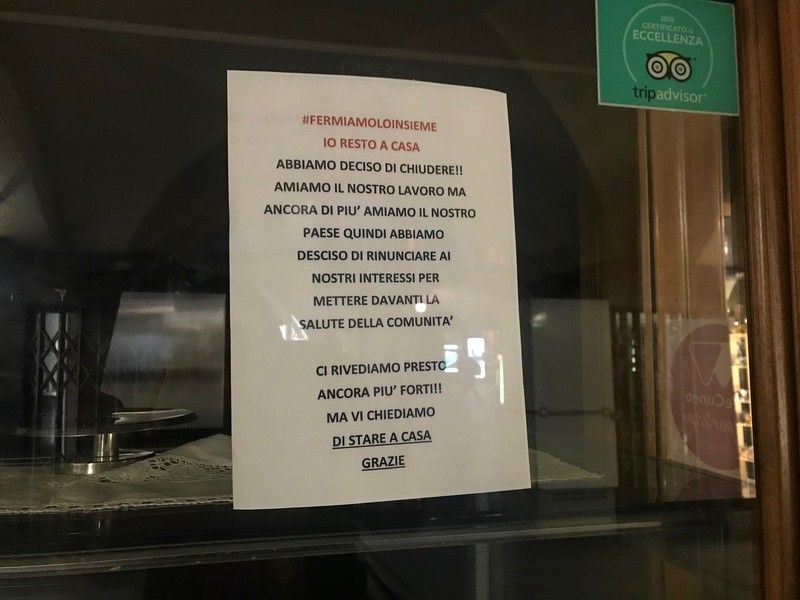 #FERMIAMOLOINSIEME
IO RESTO A CASA
ABBIAMO DECISO DI CHIUDERE!!
AMIAMO IL NOSTRO LAVORO MA
ANCORA DI PIU' AMIAMO IL NOSTRO
PAESE QUINDI ABBIAMO
DESCISO DI RINUNCIARE AI
NOSTRI INTERESSI PER
METTERE DAVANTI LA
SALUTE DELLA COMUNITA'
CI RIVEDIAMO PRESTO
ANCORA PIU' FORTI!!
MA VI CHIEDIAMO
DI STARE A CASA
GRAZIE
2018
CERTIFICATO di
ECCELLENZA
tripadvisor